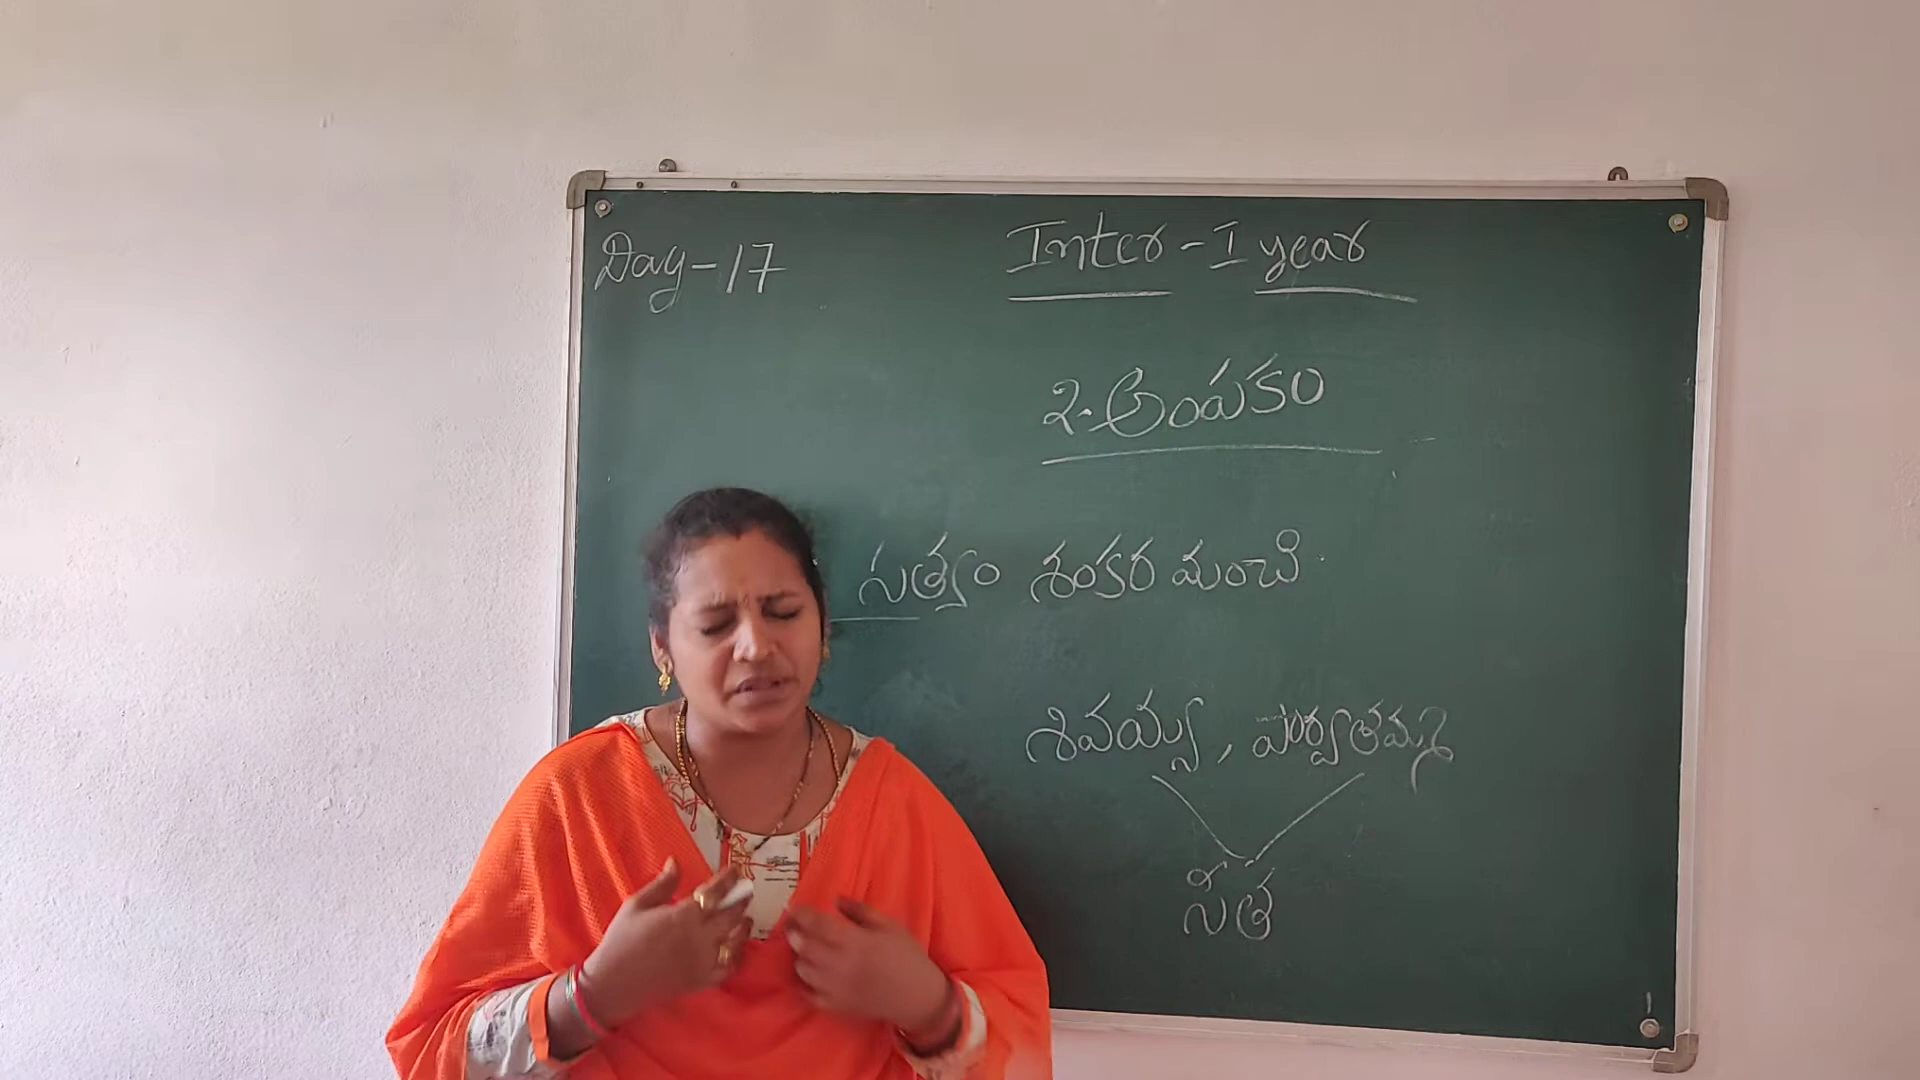 Day-17
Inter - I year
2. అంపకం
సత్యం శంకర మంచి
శివయ్య, పార్వతమ్మ
సీత